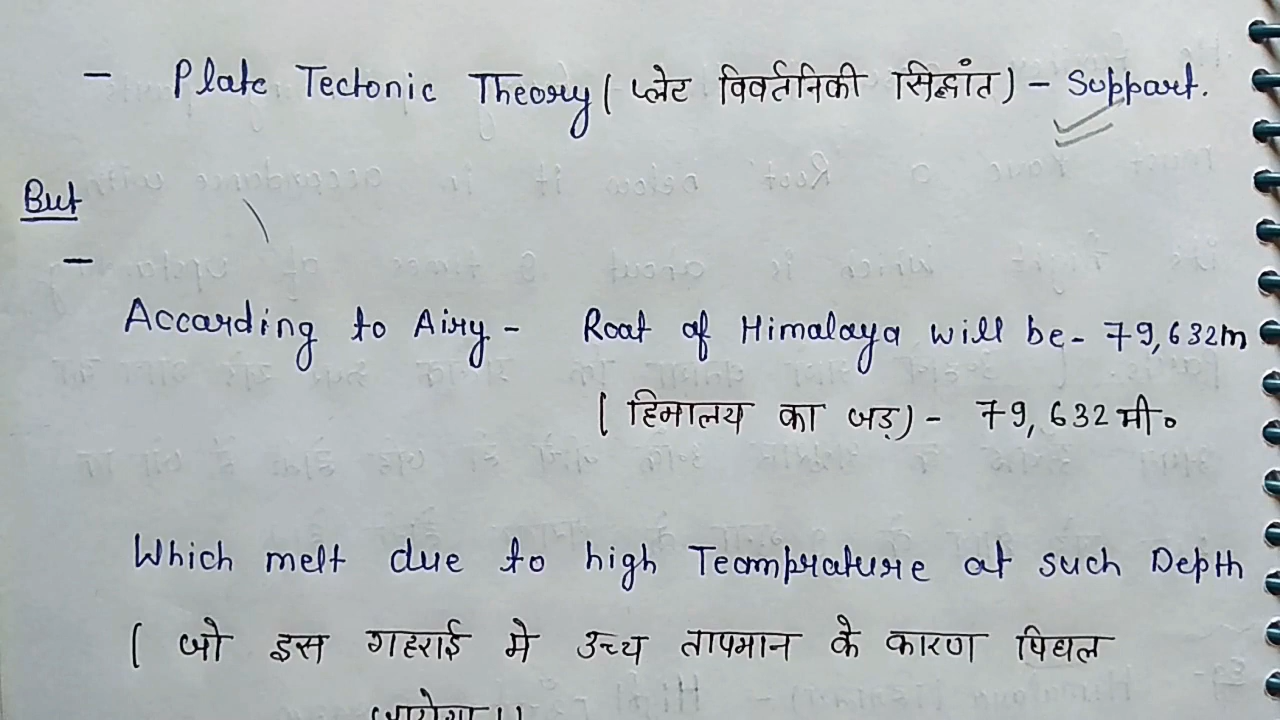 - Plate Tectonic Theory ( प्लेट विवर्तनिकी सिद्धांत ) - Support.
But
-
According to Airy - Root of Himalaya will be - 79,632m
( हिमालय का जड़ ) - 79,632 मी०
Which melt due to high Teamprature at such Depth
( जो इस गहराई मे उच्च तापमान के कारण पिघल
जायेगा ।)